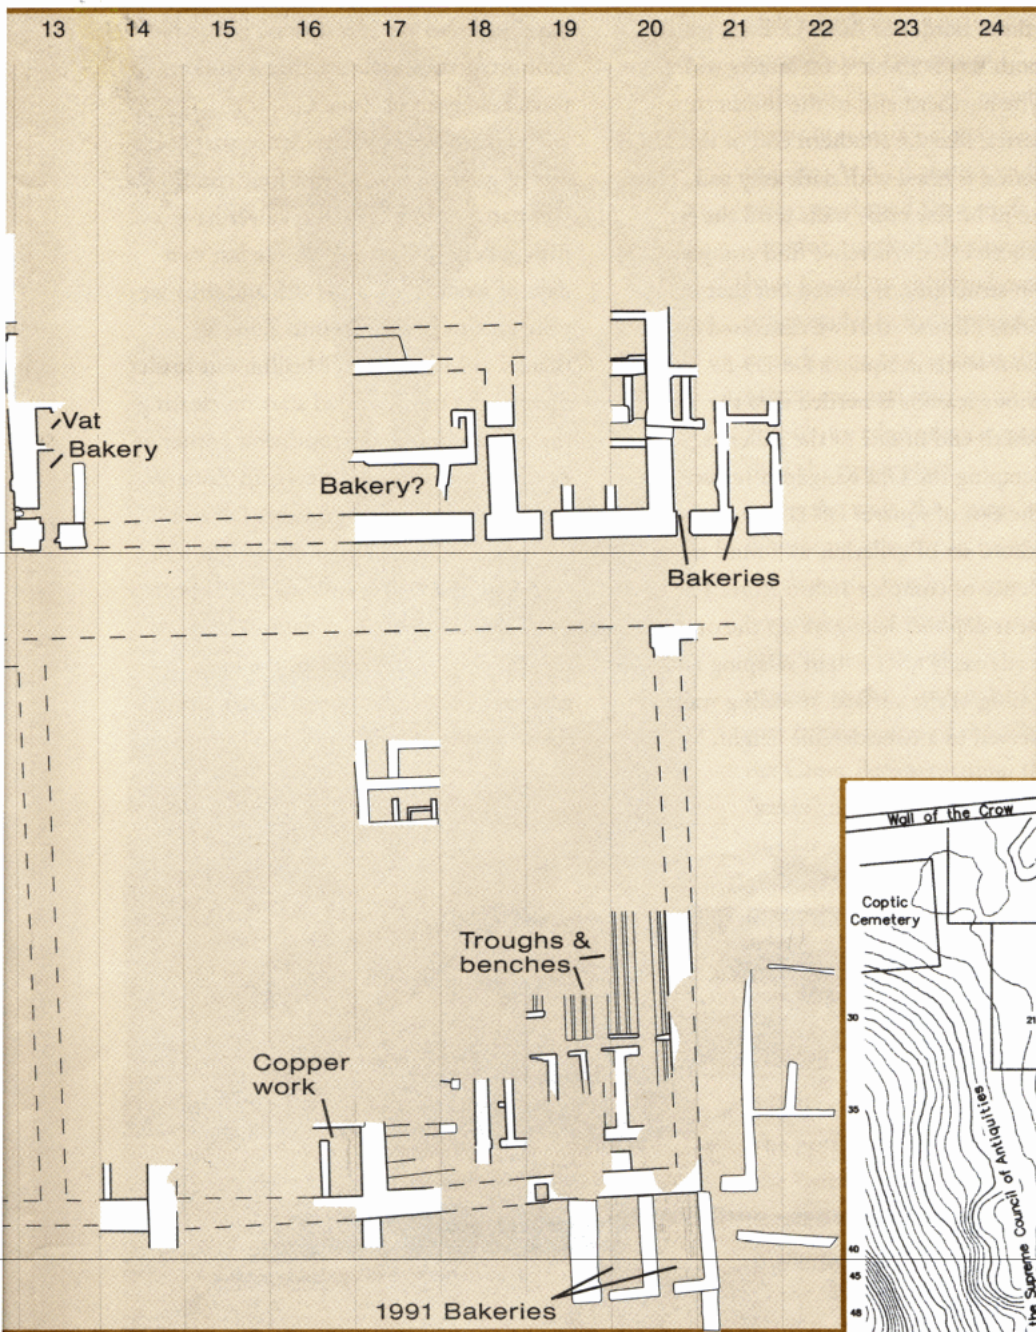 13 14 15 16 17 18 19 20 21 22 23 24
Vat
Bakery
Bakery?
Bakeries
Wall of the Crow
Coptic
Cemetery
Troughs &
benches
30
21
Copper
work
35
Supreme Council of Antiquities
40
45
48
1991 Bakeries